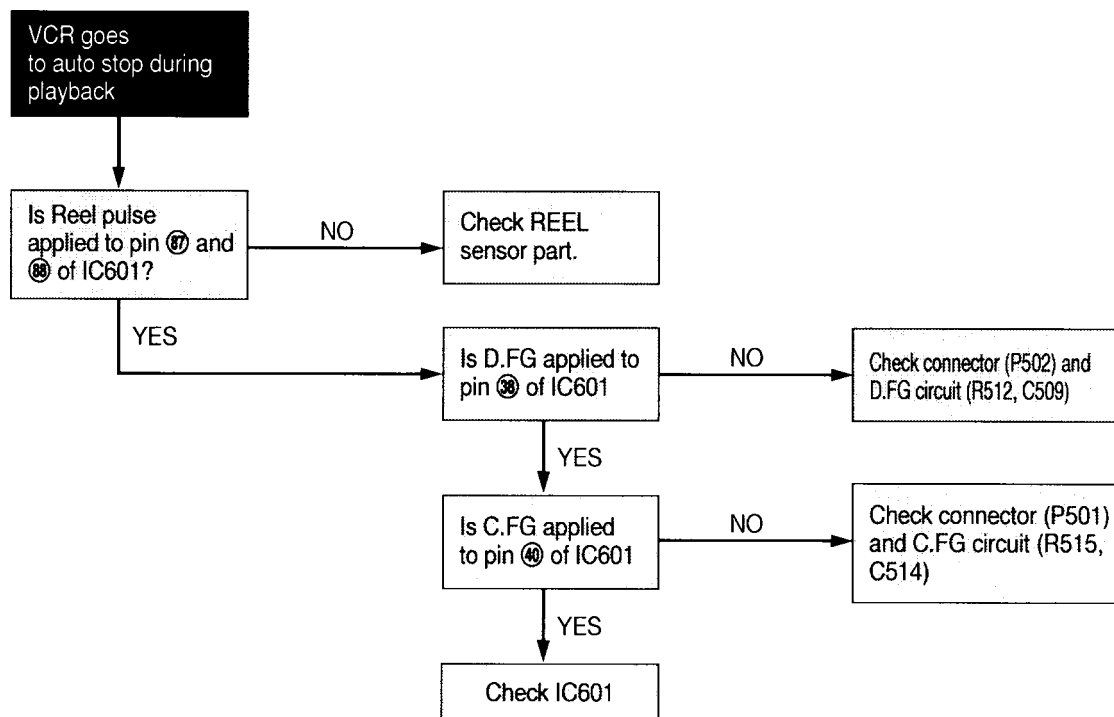 VCR goes
to auto stop during
playback
Is Reel pulse
applied to pin 87 and
88 of IC601?
NO
Check REEL
sensor part.
YES
Is D.FG applied to
pin 38 of IC601
NO
Check connector (P502) and
D.FG circuit (R512, C509)
YES
Is C.FG applied
to pin 40 of IC601
NO
Check connector (P501)
and C.FG circuit (R515,
C514)
YES
Check IC601